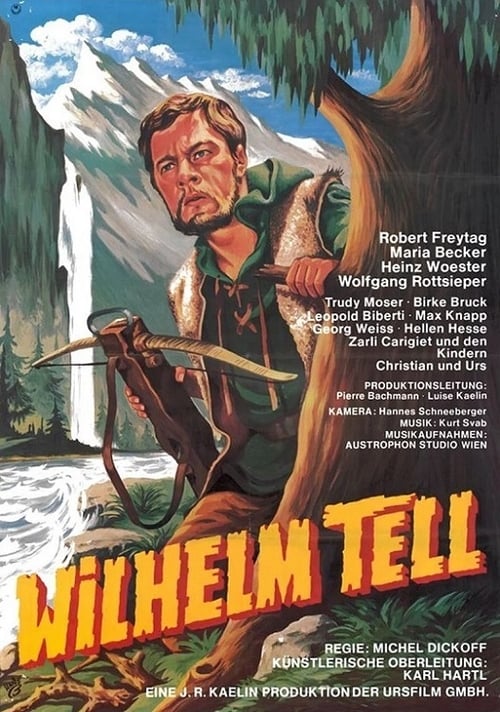 Robert Freytag
Maria Becker
Heinz Woester
Wolfgang Rottsieper
Trudy Moser · Birke Bruck
Leopold Biberti · Max Knapp
Georg Weiss · Hellen Hesse
Zarli Carigiet und den
Kindern
Christian und Urs
PRODUKTIONSLEITUNG:
Pierre Bachmann · Luise Kaelin
KAMERA: Hannes Schneeberger
MUSIK: Kurt Svab
MUSIKAUFNAHMEN:
AUSTROPHON STUDIO WIEN
WiLHELM TELL
REGIE: MICHEL DICKOFF
KÜNSTLERISCHE OBERLEITUNG:
KARL HARTL
EINE J. R. KAELIN PRODUKTION DER URSFILM GMBH.